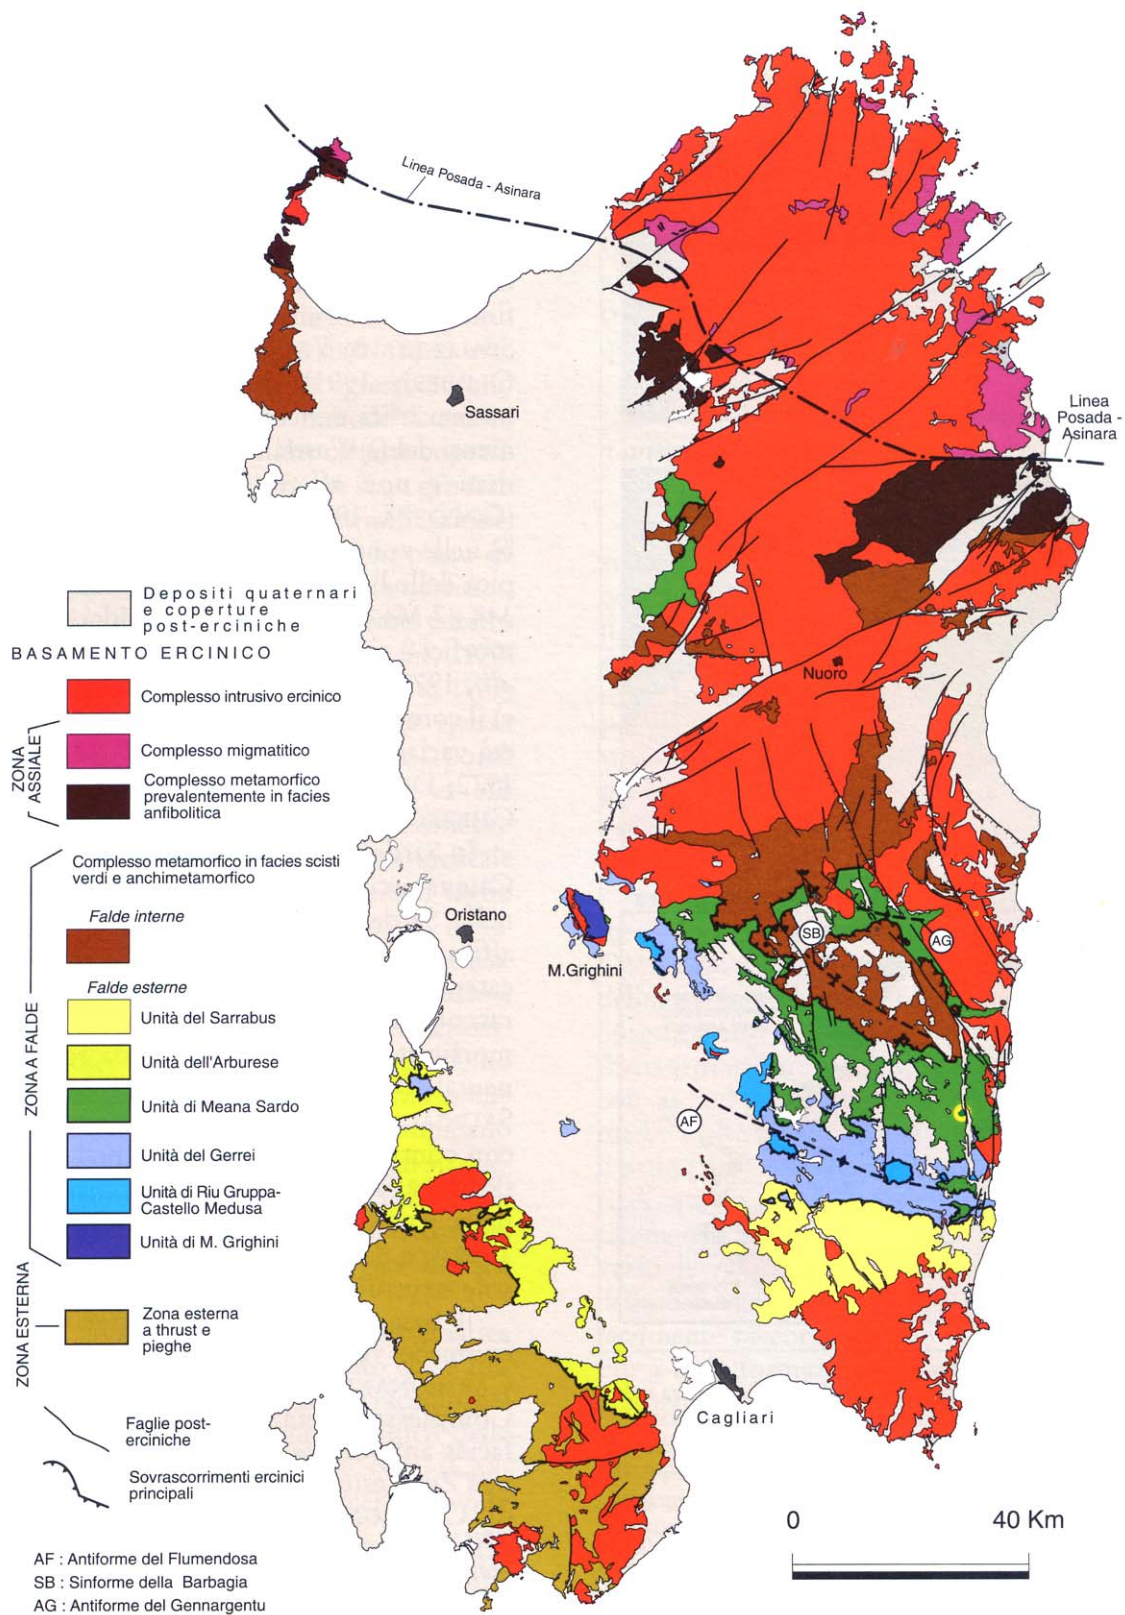 Linea Posada - Asinara
Sassari
Linea
Posada -
Asinara
Depositi quaternari
e coperture
post-erciniche
BASAMENTO ERCINICO
Complesso intrusivo ercinico
ZONA
ASSIALE
Complesso migmatitico
Complesso metamorfico
prevalentemente in facies
anfibolitica
Nuoro
ZONA A FALDE
Complesso metamorfico in facies scisti
verdi e anchimetamorfico
Falde interne
Falde esterne
Unità del Sarrabus
Unità dell'Arburese
Unità di Meana Sardo
Unità del Gerrei
Unità di Riu Gruppa-
Castello Medusa
Unità di M. Grighini
Oristano
M.Grighini
SB
AG
AF
ZONA ESTERNA
Zona esterna
a thrust e
pieghe
Cagliari
Faglie post-
erciniche
Sovrascorrimenti ercinici
principali
0
40 Km
AF : Antiforme del Flumendosa
SB : Sinforme della Barbagia
AG : Antiforme del Gennargentu